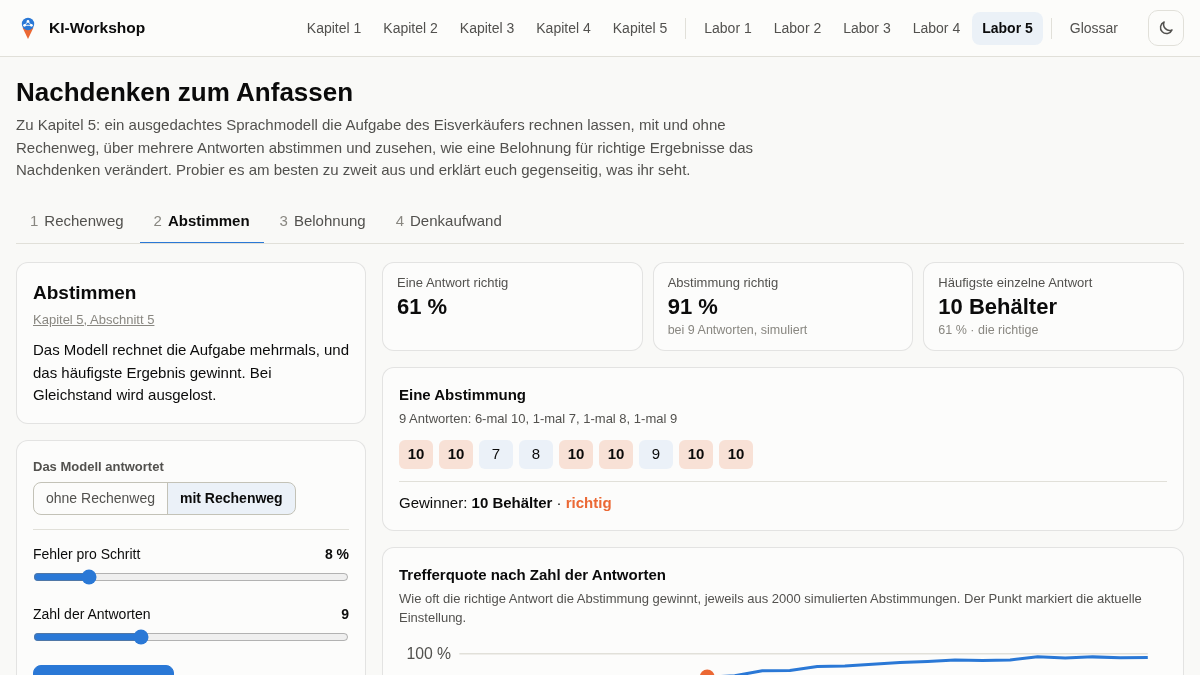 KI-Workshop
Kapitel 1 Kapitel 2 Kapitel 3 Kapitel 4 Kapitel 5 Labor 1 Labor 2 Labor 3 Labor 4 Labor 5 Glossar
Nachdenken zum Anfassen
Zu Kapitel 5: ein ausgedachtes Sprachmodell die Aufgabe des Eisverkäufers rechnen lassen, mit und ohne
Rechenweg, über mehrere Antworten abstimmen und zusehen, wie eine Belohnung für richtige Ergebnisse das
Nachdenken verändert. Probier es am besten zu zweit aus und erklärt euch gegenseitig, was ihr seht.
1 Rechenweg 2 Abstimmen 3 Belohnung 4 Denkaufwand
Abstimmen
Kapitel 5, Abschnitt 5
Das Modell rechnet die Aufgabe mehrmals, und
das häufigste Ergebnis gewinnt. Bei
Gleichstand wird ausgelost.
Das Modell antwortet
ohne Rechenweg mit Rechenweg
Fehler pro Schritt 8 %
Zahl der Antworten 9
Eine Antwort richtig
61 %
Abstimmung richtig
91 %
bei 9 Antworten, simuliert
Häufigste einzelne Antwort
10 Behälter
61 % · die richtige
Eine Abstimmung
9 Antworten: 6-mal 10, 1-mal 7, 1-mal 8, 1-mal 9
10 10 7 8 10 10 9 10 10
Gewinner: 10 Behälter · richtig
Trefferquote nach Zahl der Antworten
Wie oft die richtige Antwort die Abstimmung gewinnt, jeweils aus 2000 simulierten Abstimmungen. Der Punkt markiert die aktuelle
Einstellung.
100 %